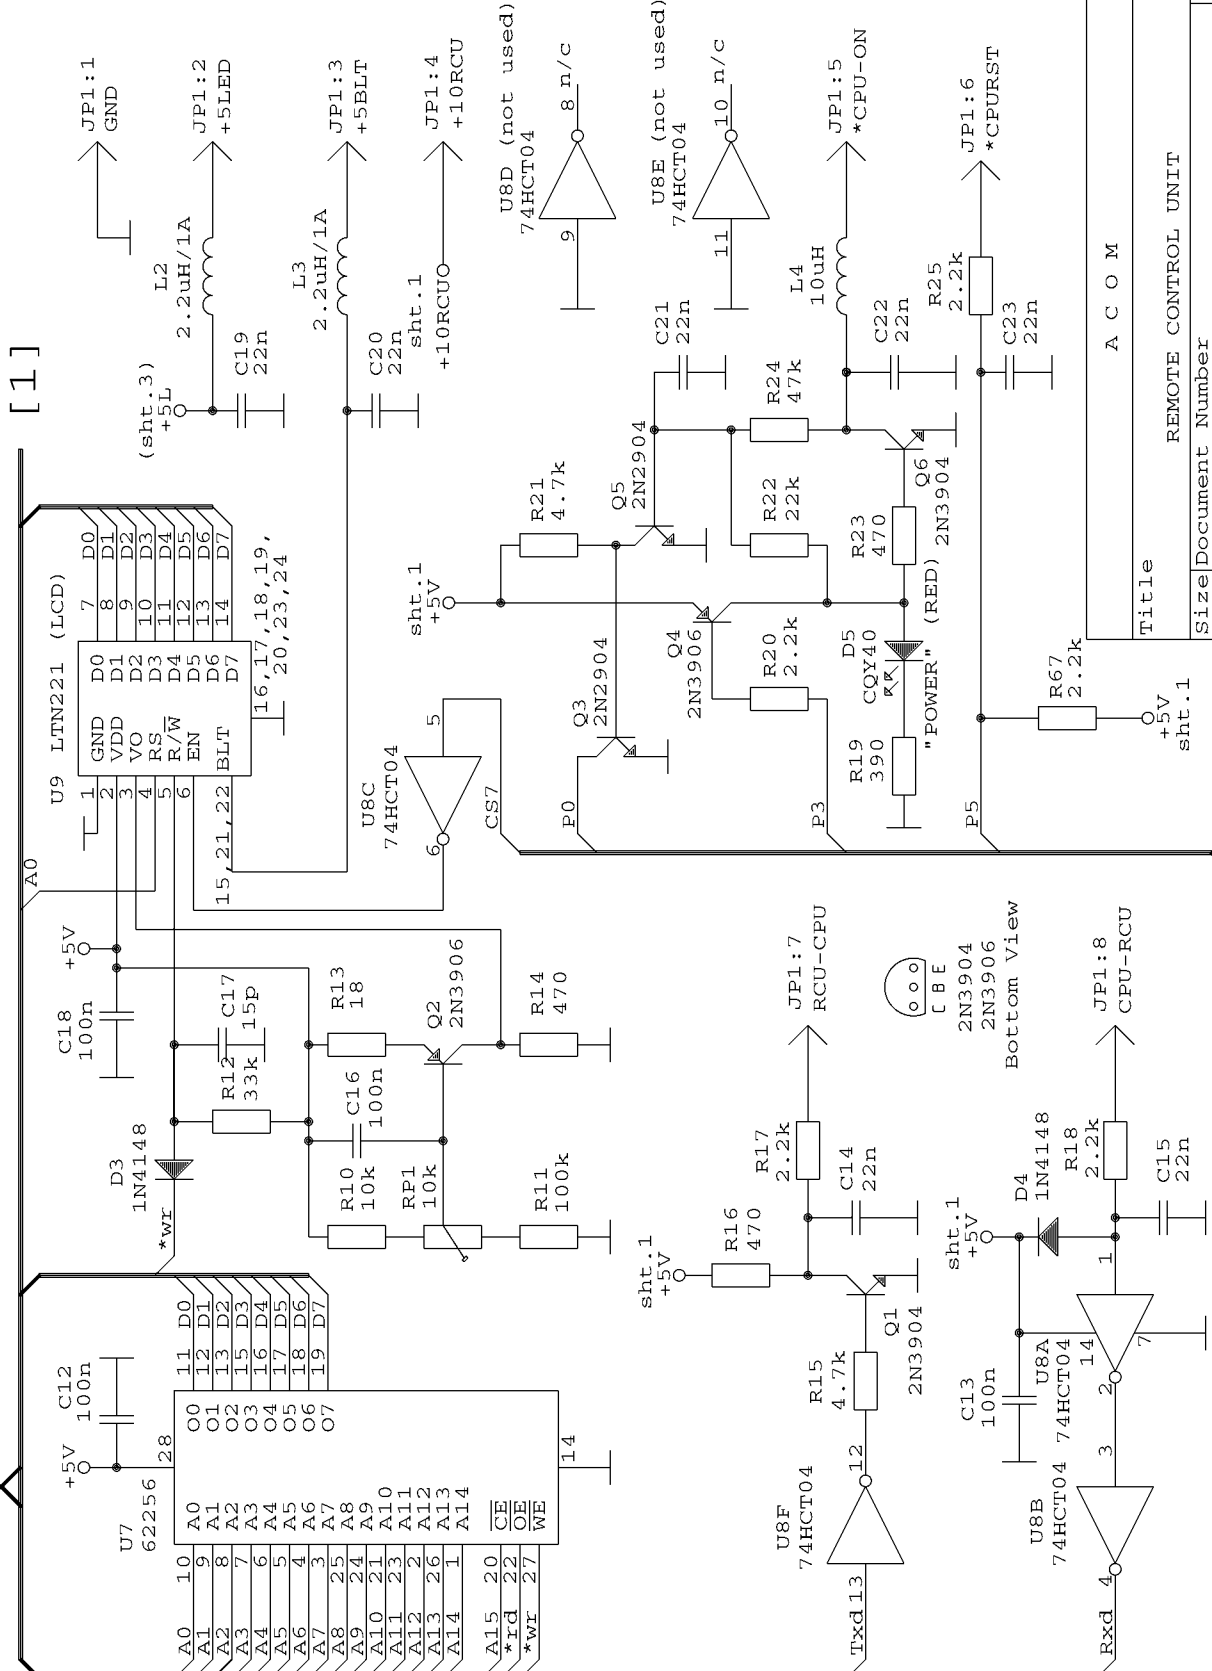 [1]
U7
62256
28
+5V
C12
100n
A0 10 A0 O0 11 D0
A1 9 A1 O1 12 D1
A2 8 A2 O2 13 D2
A3 7 A3 O3 15 D3
A4 6 A4 O4 16 D4
A5 5 A5 O5 17 D5
A6 4 A6 O6 18 D6
A7 3 A7 O7 19 D7
A8 25 A8
A9 24 A9
A10 21 A10
A11 23 A11
A12 2 A12
A13 26 A13
A14 1 A14
A15 20 CE
*rd 22 OE
*wr 27 WE
14
*wr
D3
1N4148
C18
100n
+5V
A0
R12
33k
C17
15p
R10
10k
C16
100n
R13
18
RP1
10k
Q2
2N3906
R11
100k
R14
470
U9 LTN221 (LCD)
1 GND D0 7 D0
2 VDD D1 8 D1
3 VO D2 9 D2
4 RS D3 10 D3
5 R/W D4 11 D4
6 EN D5 12 D5
D6 13 D6
15,21,22 BLT D7 14 D7
16,17,18,19,
20,23,24
(sht.3)
+5L
C19
22n
L2
2.2uH/1A
JP1:1
GND
JP1:2
+5LED
L3
2.2uH/1A
JP1:3
+5BLT
C20
22n
sht.1
+10RCU
JP1:4
+10RCU
U8C
74HCT04
6
5
CS7
U8D (not used)
74HCT04
9
8 n/c
U8E (not used)
74HCT04
11
10 n/c
sht.1
+5V
R21
4.7k
Q5
2N2904
C21
22n
P0
Q3
2N2904
Q4
2N3906
R20
2.2k
P3
R22
22k
R24
47k
L4
10uH
JP1:5
*CPU-ON
C22
22n
R19
390
D5
CQY40
"POWER" (RED)
R23
470
Q6
2N3904
P5
R25
2.2k
JP1:6
*CPURST
C23
22n
R67
2.2k
+5V
sht.1
Txd 13
U8F
74HCT04
12
R15
4.7k
Q1
2N3904
sht.1
+5V
R16
470
R17
2.2k
C14
22n
JP1:7
RCU-CPU
C B E
2N3904
2N3906
Bottom View
Rxd 4
U8B
74HCT04
3
2
U8A
74HCT04
14
7
1
C13
100n
sht.1
+5V
D4
1N4148
R18
2.2k
C15
22n
JP1:8
CPU-RCU
A C O M
Title
REMOTE CONTROL UNIT
Size Document Number